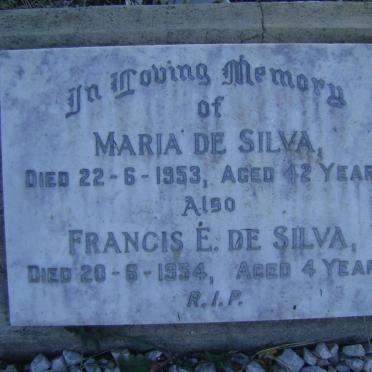 In Loving Memory
of
MARIA DE SILVA,
DIED 22-6-1953, AGED 42 YEAR
ALSO
FRANCIS E. DE SILVA,
DIED 20-6-1954, AGED 4 YEAR
R.I.P.